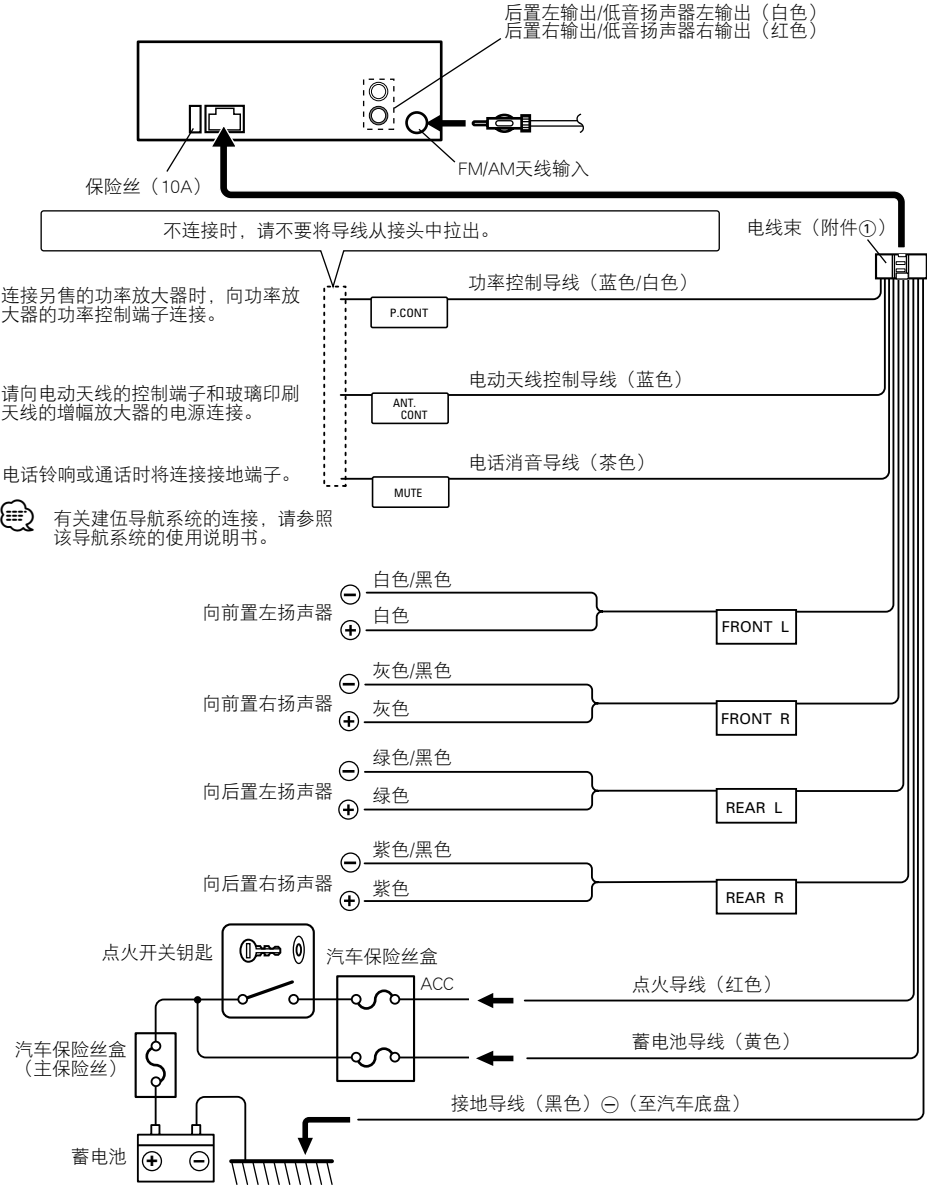 后置左输出/低音扬声器左输出（白色）
后置右输出/低音扬声器右输出（红色）
FM/AM天线输入
保险丝（10A）
不连接时，请不要将导线从接头中拉出。
电线束（附件①）
连接另售的功率放大器时，向功率放
大器的功率控制端子连接。
功率控制导线（蓝色/白色）
P.CONT
请向电动天线的控制端子和玻璃印刷
天线的增幅放大器的电源连接。
电动天线控制导线（蓝色）
ANT.
CONT
电话铃响或通话时将连接接地端子。
电话消音导线（茶色）
MUTE
有关建伍导航系统的连接，请参照
该导航系统的使用说明书。
向前置左扬声器
⊖ 白色/黑色
⊕ 白色
FRONT L
向前置右扬声器
⊖ 灰色/黑色
⊕ 灰色
FRONT R
向后置左扬声器
⊖ 绿色/黑色
⊕ 绿色
REAR L
向后置右扬声器
⊖ 紫色/黑色
⊕ 紫色
REAR R
点火开关钥匙
汽车保险丝盒
ACC
点火导线（红色）
汽车保险丝盒
（主保险丝）
蓄电池导线（黄色）
接地导线（黑色）⊖（至汽车底盘）
蓄电池
⊕ ⊖